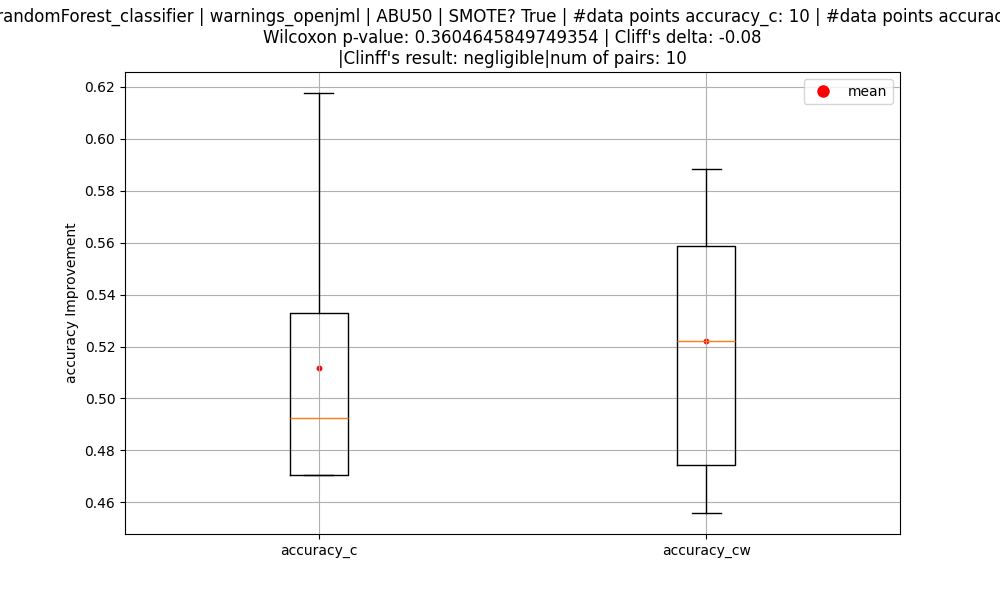 randomForest_classifier | warnings_openjml | ABU50 | SMOTE? True | #data points accuracy_c: 10 | #data points
Wilcoxon p-value: 0.3604645849749354 | Cliff's delta: -0.08
|Clinff's result: negligible|num of pairs: 10
mean
0.62
0.60
0.58
0.56
0.54
0.52
0.50
0.48
0.46
accuracy Improvement
accuracy_c
accuracy_cw